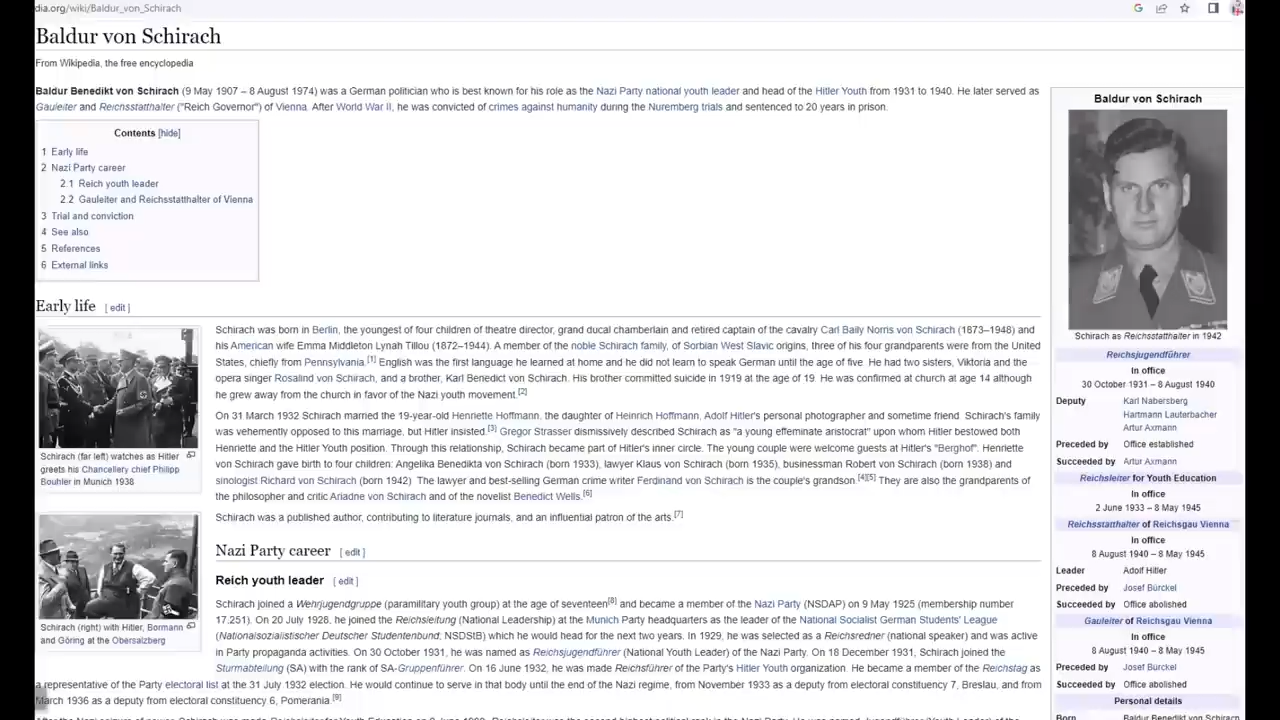 dia.org/wiki/Baldur_von_Schirach
Baldur von Schirach
From Wikipedia, the free encyclopedia
Baldur Benedikt von Schirach (9 May 1907 – 8 August 1974) was a German politician who is best known for his role as the Nazi Party national youth leader and head of the Hitler Youth from 1931 to 1940. He later served as
Gauleiter and Reichsstatthalter ("Reich Governor") of Vienna. After World War II, he was convicted of crimes against humanity during the Nuremberg trials and sentenced to 20 years in prison.
Contents [hide]
1 Early life
2 Nazi Party career
2.1 Reich youth leader
2.2 Gauleiter and Reichsstatthalter of Vienna
3 Trial and conviction
4 See also
5 References
6 External links
Early life [ edit ]
Schirach (far left) watches as Hitler
greets his Chancellery chief Philipp
Bouhler in Munich 1938
Schirach was born in Berlin, the youngest of four children of theatre director, grand ducal chamberlain and retired captain of the cavalry Carl Baily Norris von Schirach (1873–1948) and
his American wife Emma Middleton Lynah Tillou (1872–1944). A member of the noble Schirach family, of Sorbian West Slavic origins, three of his four grandparents were from the United
States, chiefly from Pennsylvania.[1] English was the first language he learned at home and he did not learn to speak German until the age of five. He had two sisters, Viktoria and the
opera singer Rosalind von Schirach, and a brother, Karl Benedict von Schirach. His brother committed suicide in 1919 at the age of 19. He was confirmed at church at age 14 although
he grew away from the church in favor of the Nazi youth movement.[2]
On 31 March 1932 Schirach married the 19-year-old Henriette Hoffmann, the daughter of Heinrich Hoffmann, Adolf Hitler's personal photographer and sometime friend. Schirach's family
was vehemently opposed to this marriage, but Hitler insisted.[3] Gregor Strasser dismissively described Schirach as "a young effeminate aristocrat" upon whom Hitler bestowed both
Henriette and the Hitler Youth position. Through this relationship, Schirach became part of Hitler's inner circle. The young couple were welcome guests at Hitler's "Berghof". Henriette
von Schirach gave birth to four children: Angelika Benedikta von Schirach (born 1933), lawyer Klaus von Schirach (born 1935), businessman Robert von Schirach (born 1938) and
sinologist Richard von Schirach (born 1942) The lawyer and best-selling German crime writer Ferdinand von Schirach is the couple's grandson.[4][5] They are also the grandparents of
the philosopher and critic Ariadne von Schirach and of the novelist Benedict Wells.[6]
Schirach was a published author, contributing to literature journals, and an influential patron of the arts.[7]
Nazi Party career [ edit ]
Reich youth leader [ edit ]
Schirach (right) with Hitler, Bormann
and Göring at the Obersalzberg
Schirach joined a Wehrjugendgruppe (paramilitary youth group) at the age of seventeen[8] and became a member of the Nazi Party (NSDAP) on 9 May 1925 (membership number
17,251). On 20 July 1928, he joined the Reichsleitung (National Leadership) at the Munich Party headquarters as the leader of the National Socialist German Students' League
(Nationalsozialistischer Deutscher Studentenbund; NSDStB) which he would head for the next two years. In 1929, he was selected as a Reichsredner (national speaker) and was active
in Party propaganda activities. On 30 October 1931, he was named as Reichsjugendführer (National Youth Leader) of the Nazi Party. On 18 December 1931, Schirach joined the
Sturmabteilung (SA) with the rank of SA-Gruppenführer. On 16 June 1932, he was made Reichsführer of the Party's Hitler Youth organization. He became a member of the Reichstag as
a representative of the Party electoral list at the 31 July 1932 election. He would continue to serve in that body until the end of the Nazi regime, from November 1933 as a deputy from electoral constituency 7, Breslau, and from
March 1936 as a deputy from electoral constituency 6, Pomerania.[9]
Baldur von Schirach
Schirach as Reichsstatthalter in 1942
Reichsjugendführer
In office
30 October 1931 – 8 August 1940
Deputy Karl Nabersberg
Hartmann Lauterbacher
Artur Axmann
Preceded by Office established
Succeeded by Artur Axmann
Reichsleiter for Youth Education
In office
2 June 1933 – 8 May 1945
Reichsstatthalter of Reichsgau Vienna
In office
8 August 1940 – 8 May 1945
Leader Adolf Hitler
Preceded by Josef Bürckel
Succeeded by Office abolished
Gauleiter of Reichsgau Vienna
In office
8 August 1940 – 8 May 1945
Preceded by Josef Bürckel
Succeeded by Office abolished
Personal details
Born Baldur Benedikt von Schirach